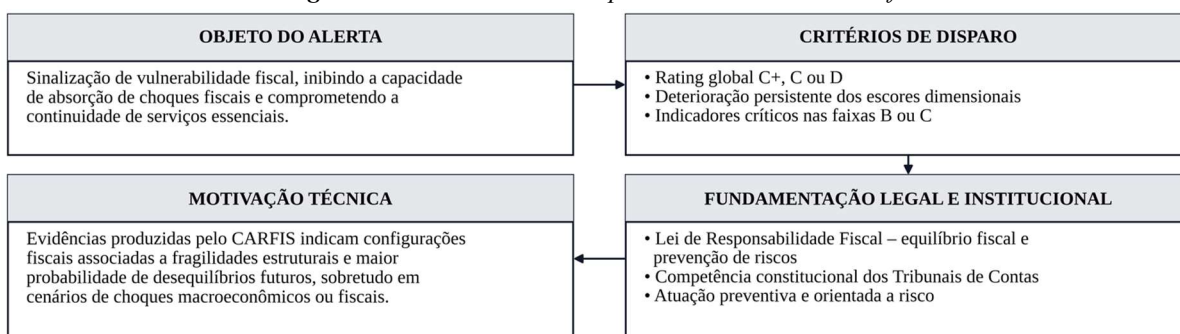 OBJETO DO ALERTA
Sinalização de vulnerabilidade fiscal, inibindo a capacidade
de absorção de choques fiscais e comprometendo a
continuidade de serviços essenciais.
CRITÉRIOS DE DISPARO
• Rating global C+, C ou D
• Deterioração persistente dos escores dimensionais
• Indicadores críticos nas faixas B ou C
FUNDAMENTAÇÃO LEGAL E INSTITUCIONAL
• Lei de Responsabilidade Fiscal – equilíbrio fiscal e
prevenção de riscos
• Competência constitucional dos Tribunais de Contas
• Atuação preventiva e orientada a risco
MOTIVAÇÃO TÉCNICA
Evidências produzidas pelo CARFIS indicam configurações
fiscais associadas a fragilidades estruturais e maior
probabilidade de desequilíbrios futuros, sobretudo em
cenários de choques macroeconômicos ou fiscais.